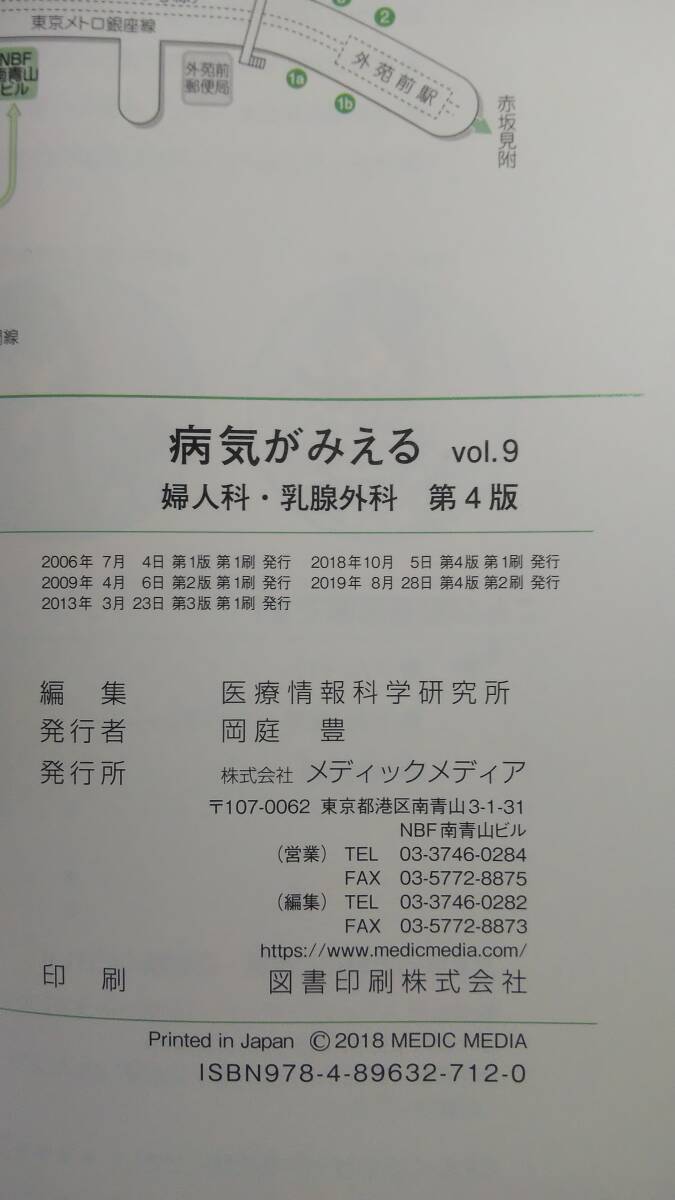 東京メトロ銀座線
NBF
南青山
ビル
外苑前
郵便局
2
1a
1b
外苑前駅
赤坂見附
線
病気がみえる vol.9
婦人科・乳腺外科 第4版
2006年 7月 4日 第1版 第1刷 発行 2018年10月 5日 第4版 第1刷 発行
2009年 4月 6日 第2版 第1刷 発行 2019年 8月 28日 第4版 第2刷 発行
2013年 3月 23日 第3版 第1刷 発行
編集 医療情報科学研究所
発行者 岡庭 豊
発行所 株式会社 メディックメディア
〒107-0062 東京都港区南青山3-1-31
NBF南青山ビル
（営業） TEL 03-3746-0284
FAX 03-5772-8875
（編集） TEL 03-3746-0282
FAX 03-5772-8873
https://www.medicmedia.com/
印刷 図書印刷株式会社
Printed in Japan © 2018 MEDIC MEDIA
ISBN978-4-89632-712-0